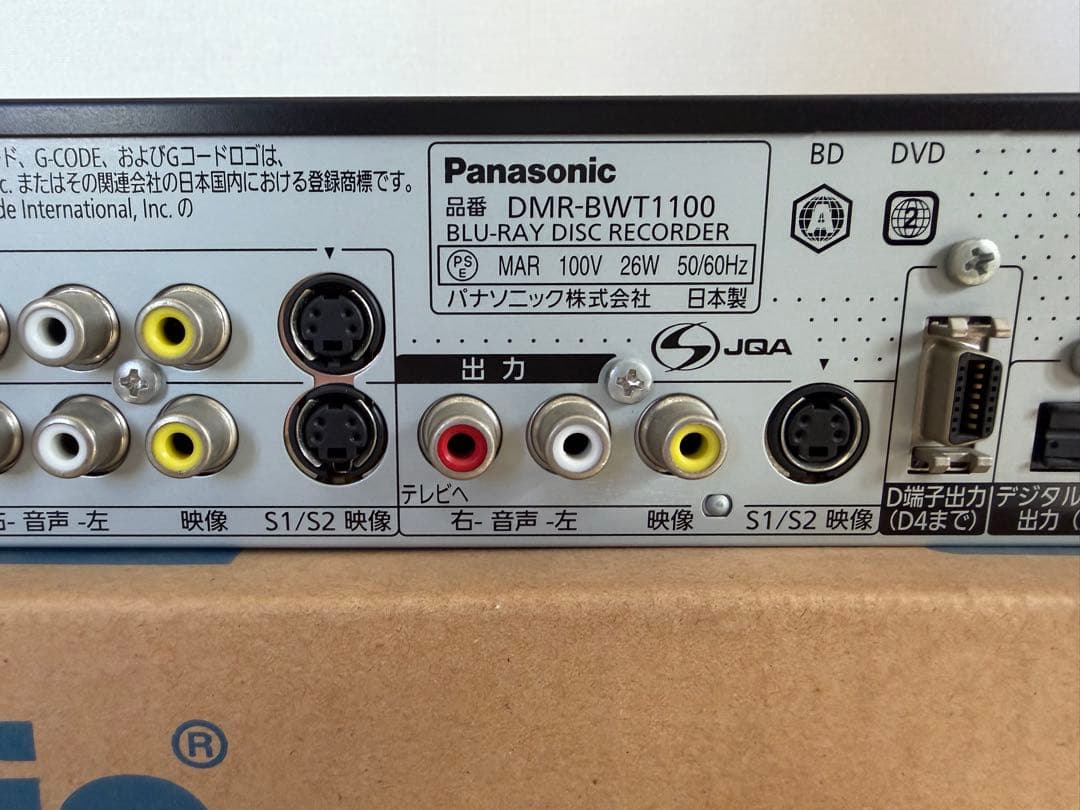 ド、G-CODE、およびGコードロゴは、
c. またはその関連会社の日本国内における登録商標です。
de International, Inc. の
Panasonic
品番 DMR-BWT1100
BLU-RAY DISC RECORDER
PS
E
MAR 100V 26W 50/60Hz
パナソニック株式会社 日本製
BD DVD
A 2
JQA
出力
テレビへ
右- 音声 -左 映像 S1/S2 映像
右- 音声 -左 映像 S1/S2 映像
D端子出力
(D4まで)
デジタル
出力 (
®